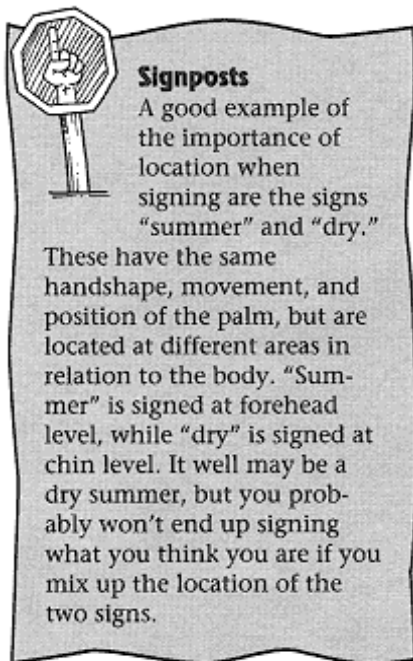 Signposts
A good example of
the importance of
location when
signing are the signs
“summer” and “dry.”
These have the same
handshape, movement, and
position of the palm, but are
located at different areas in
relation to the body. “Sum-
mer” is signed at forehead
level, while “dry” is signed at
chin level. It well may be a
dry summer, but you prob-
ably won’t end up signing
what you think you are if you
mix up the location of the
two signs.